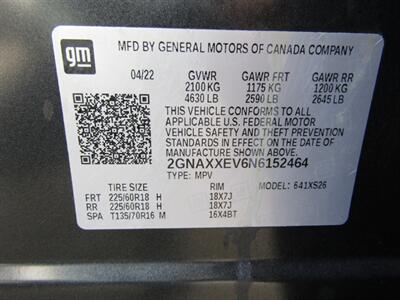 gm
MFD BY GENERAL MOTORS OF CANADA COMPANY
04/22 GVWR GAWR FRT GAWR RR
2100 KG 1175 KG 1200 KG
4630 LB 2590 LB 2645 LB
THIS VEHICLE CONFORMS TO ALL
APPLICABLE U.S. FEDERAL MOTOR
VEHICLE SAFETY AND THEFT PREVENTION
STANDARDS IN EFFECT ON THE DATE OF
MANUFACTURE SHOWN ABOVE.
2GNAXXEV6N6152464
TYPE: MPV
TIRE SIZE RIM MODEL: 641XS26
FRT 225/60R18 H 18X7J
RR 225/60R18 H 18X7J
SPA T135/70R16 M 16X4BT